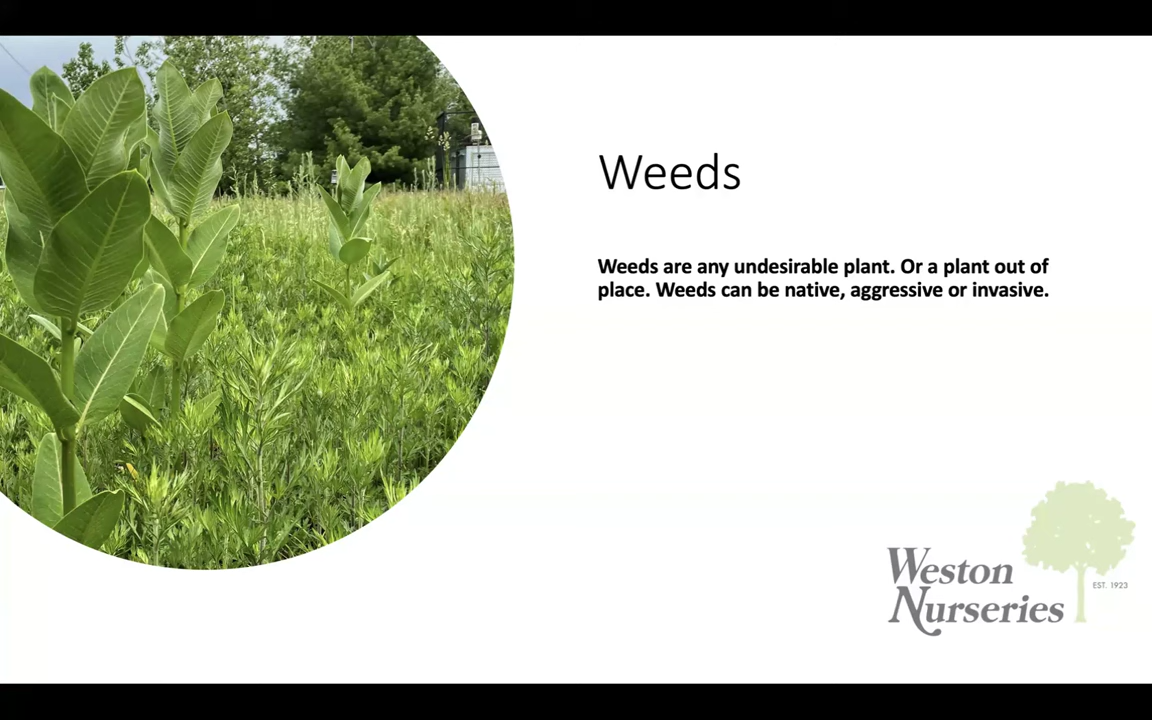 Weeds
Weeds are any undesirable plant. Or a plant out of
place. Weeds can be native, aggressive or invasive.
Weston
Nurseries
EST. 1923